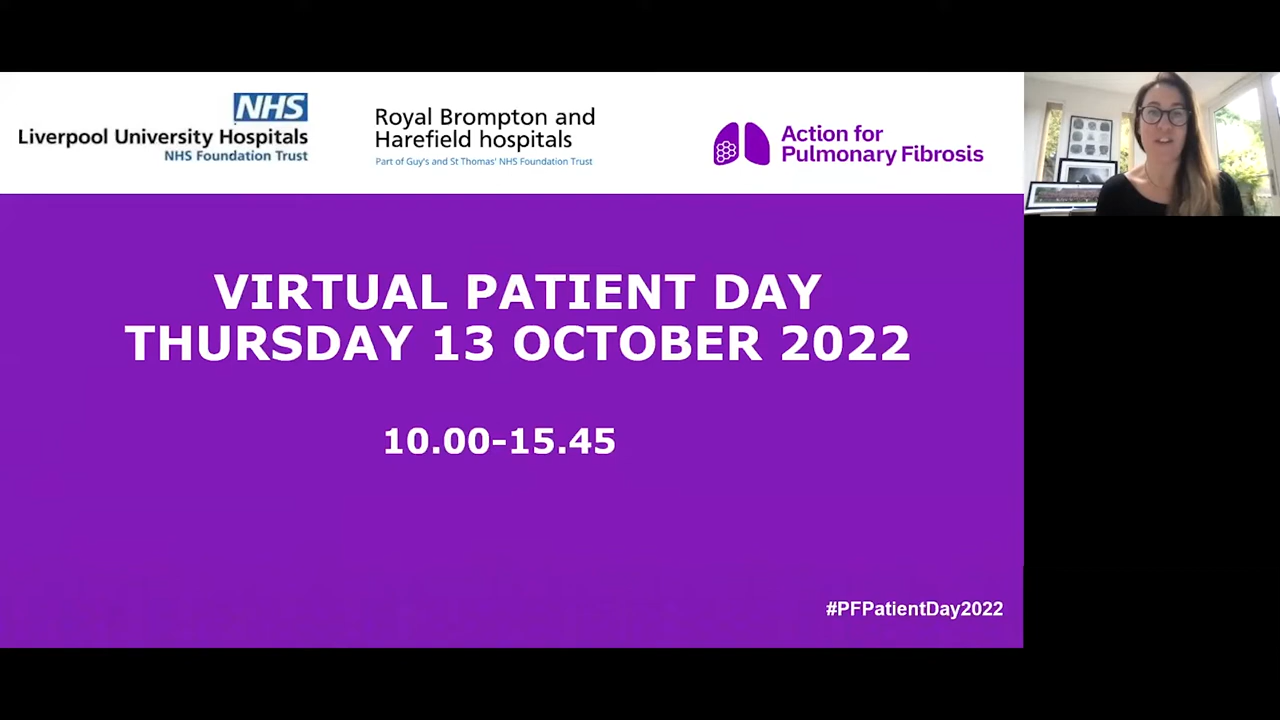 NHS
Liverpool University Hospitals
NHS Foundation Trust
Royal Brompton and
Harefield hospitals
Part of Guy's and St Thomas' NHS Foundation Trust
Action for
Pulmonary Fibrosis
VIRTUAL PATIENT DAY
THURSDAY 13 OCTOBER 2022
10.00-15.45
#PFPatientDay2022